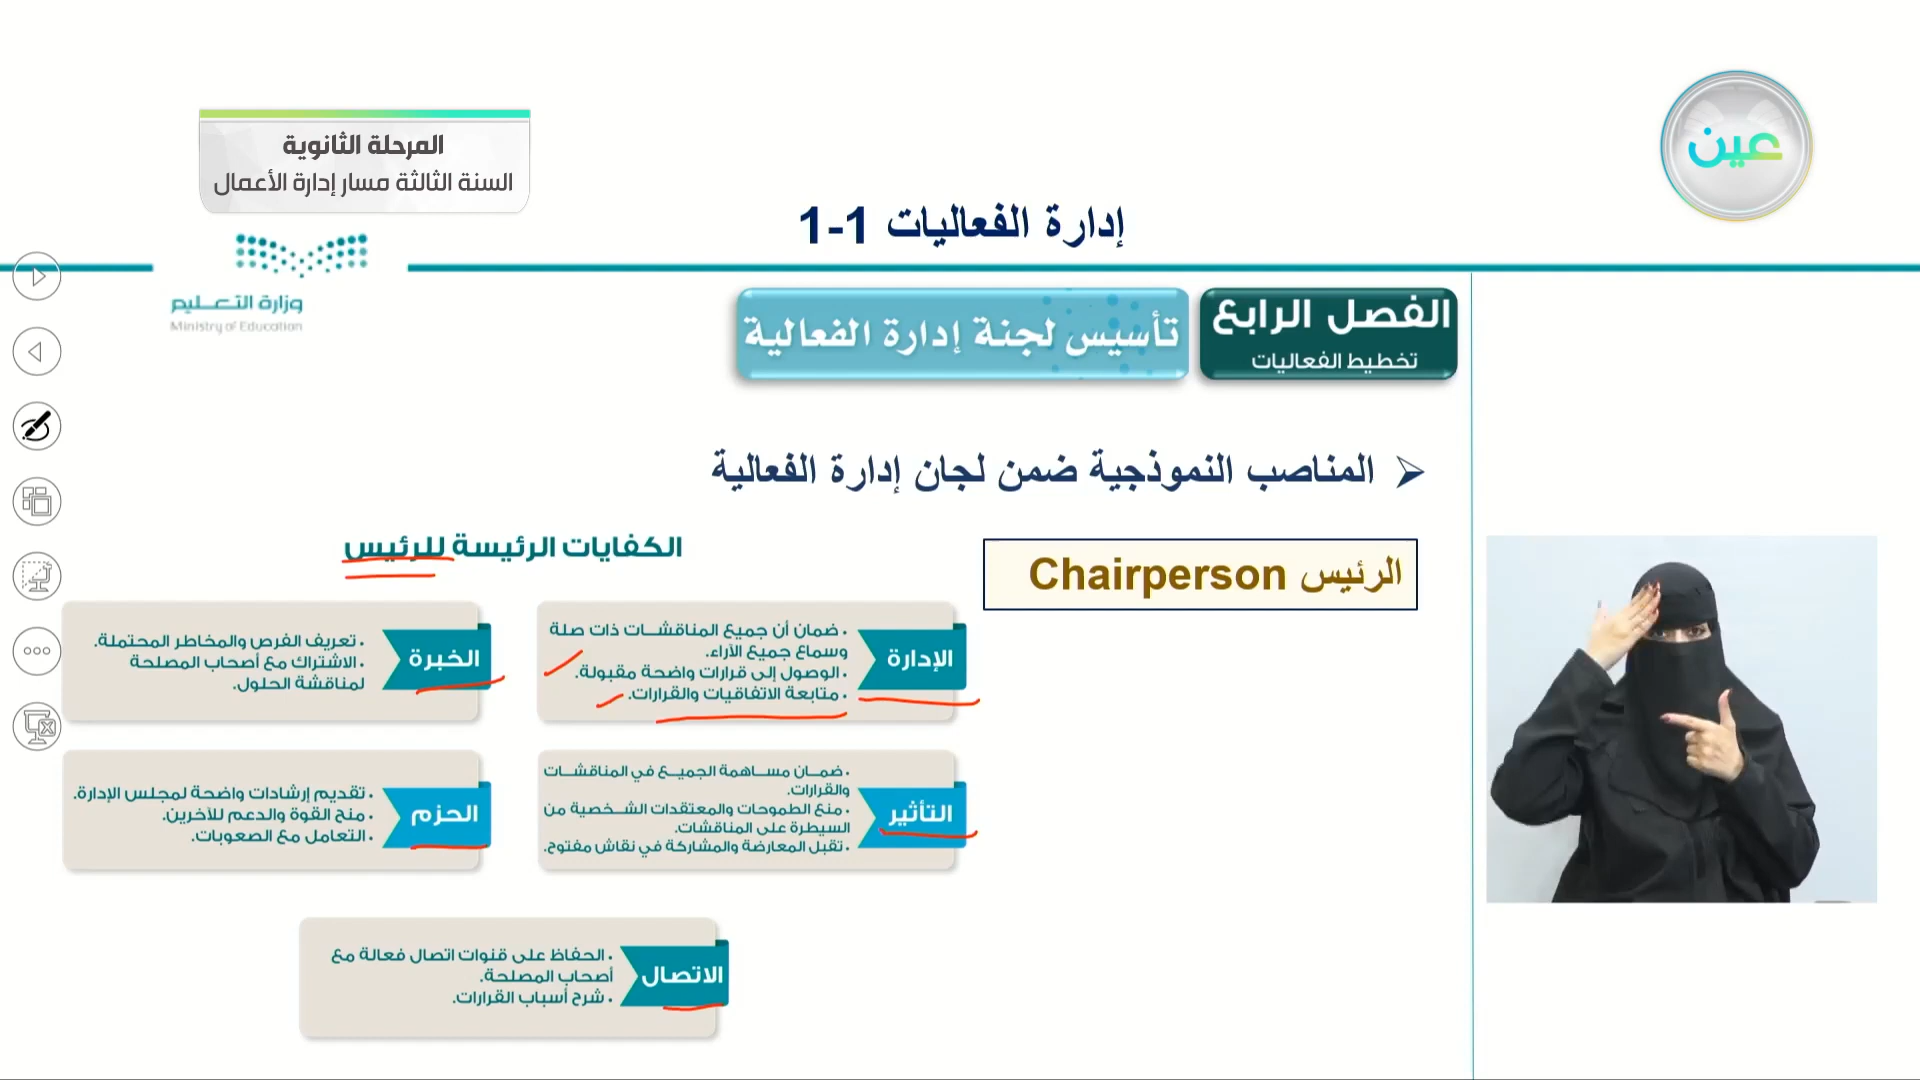 عين
المرحلة الثانوية
السنة الثالثة مسار إدارة الأعمال
إدارة الفعاليات 1-1
وزارة التعليم
Ministry of Education
الفصل الرابع
تخطيط الفعاليات
تأسيس لجنة إدارة الفعالية
المناصب النموذجية ضمن لجان إدارة الفعالية
الرئيس Chairperson
الكفايات الرئيسة للرئيس
الإدارة
• ضمان أن جميع المناقشات ذات صلة
وسماع جميع الآراء.
• الوصول إلى قرارات واضحة مقبولة.
• متابعة الاتفاقيات والقرارات.
الخبرة
• تعريف الفرص والمخاطر المحتملة.
• الاشتراك مع أصحاب المصلحة
لمناقشة الحلول.
التأثير
• ضمان مساهمة الجميع في المناقشات
والقرارات.
• منع الطموحات والمعتقدات الشخصية من
السيطرة على المناقشات.
• تقبل المعارضة والمشاركة في نقاش مفتوح.
الحزم
• تقديم إرشادات واضحة لمجلس الإدارة.
• منح القوة والدعم للآخرين.
• التعامل مع الصعوبات.
الاتصال
• الحفاظ على قنوات اتصال فعالة مع
أصحاب المصلحة.
• شرح أسباب القرارات.